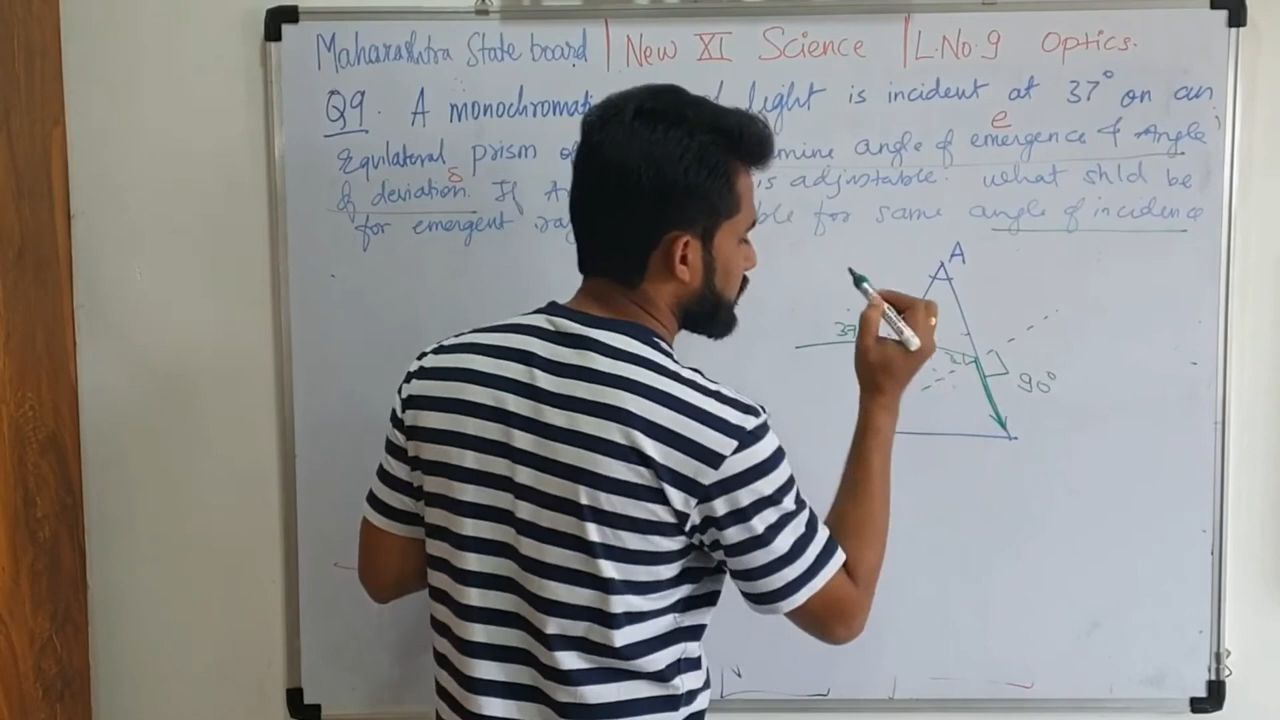 Maharashtra State board | New XI Science | L.No.9 Optics.
Q9. A monochromati light is incident at 37° on an
Equilateral prism of mine angle of emergence & Angle
e
of deviation. If A is adjustable. what shld be
δ
for emergent ray ble for same angle of incidence
A
37
90°